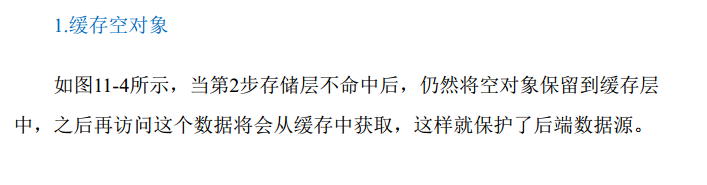 1.缓存空对象
如图11-4所示，当第2步存储层不命中后，仍然将空对象保留到缓存层
中，之后再访问这个数据将会从缓存中获取，这样就保护了后端数据源。